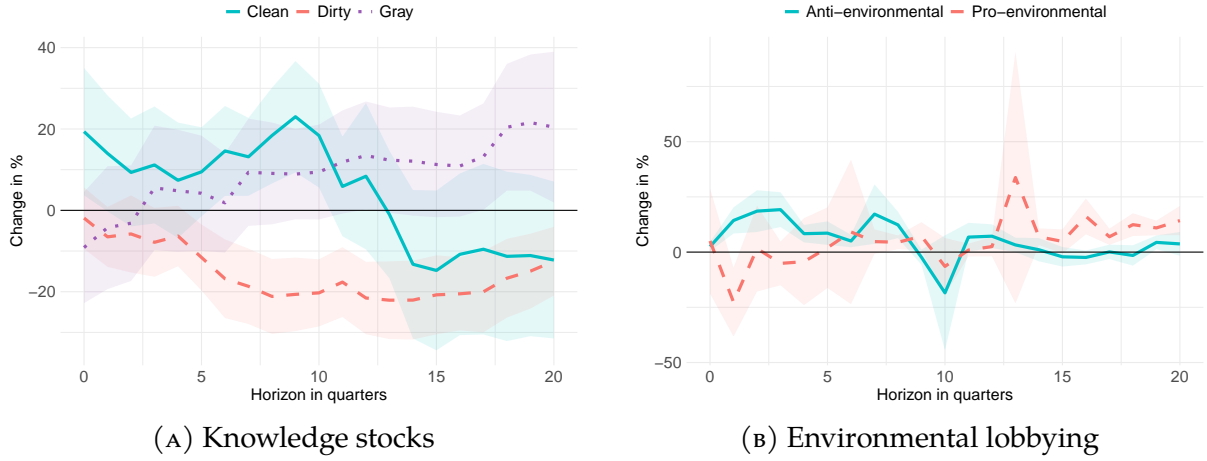 Clean Dirty Gray
Change in %
40
20
0
−20
0 5 10 15 20
Horizon in quarters
(A) Knowledge stocks
Anti−environmental Pro−environmental
Change in %
50
0
−50
0 5 10 15 20
Horizon in quarters
(B) Environmental lobbying